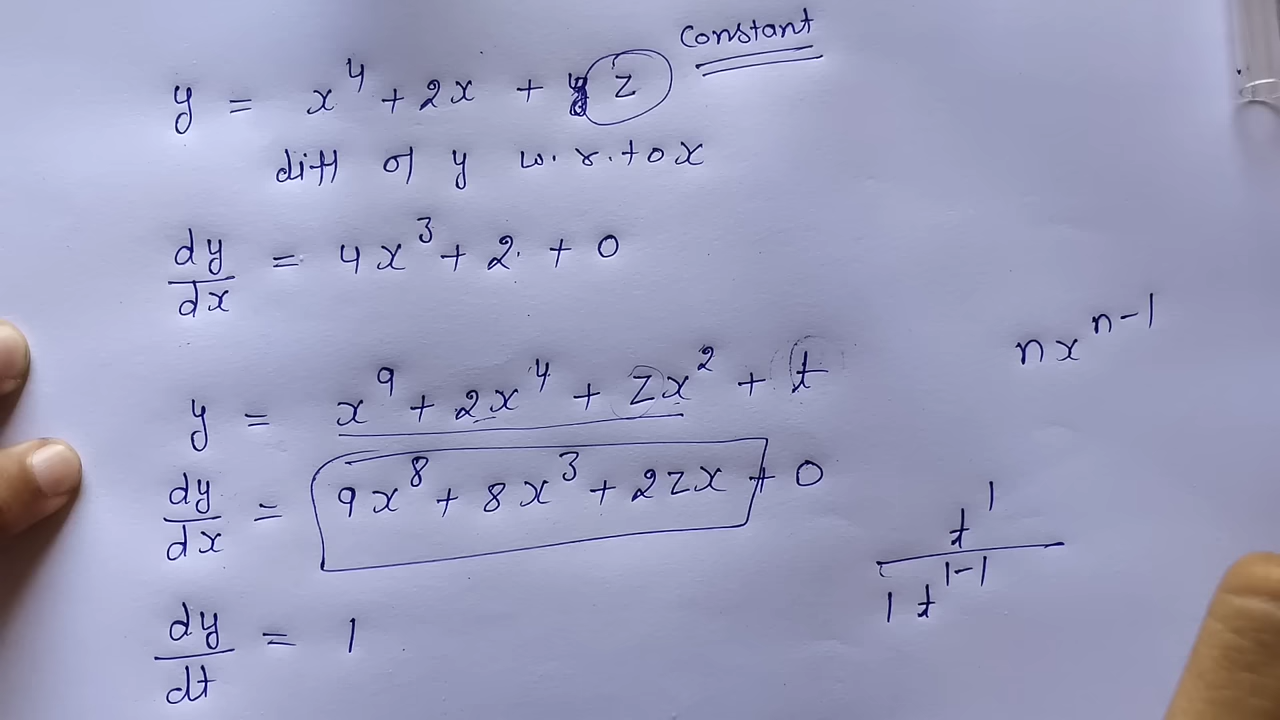 Constant
y = x⁴ + 2x + z
diff of y w.r.to x
dy/dx = 4x³ + 2 + 0
nxⁿ⁻¹
y = x⁹ + 2x⁴ + zx² + t
dy/dx = 9x⁸ + 8x³ + 2zx + 0
t¹
1t¹⁻¹
dy/dt = 1